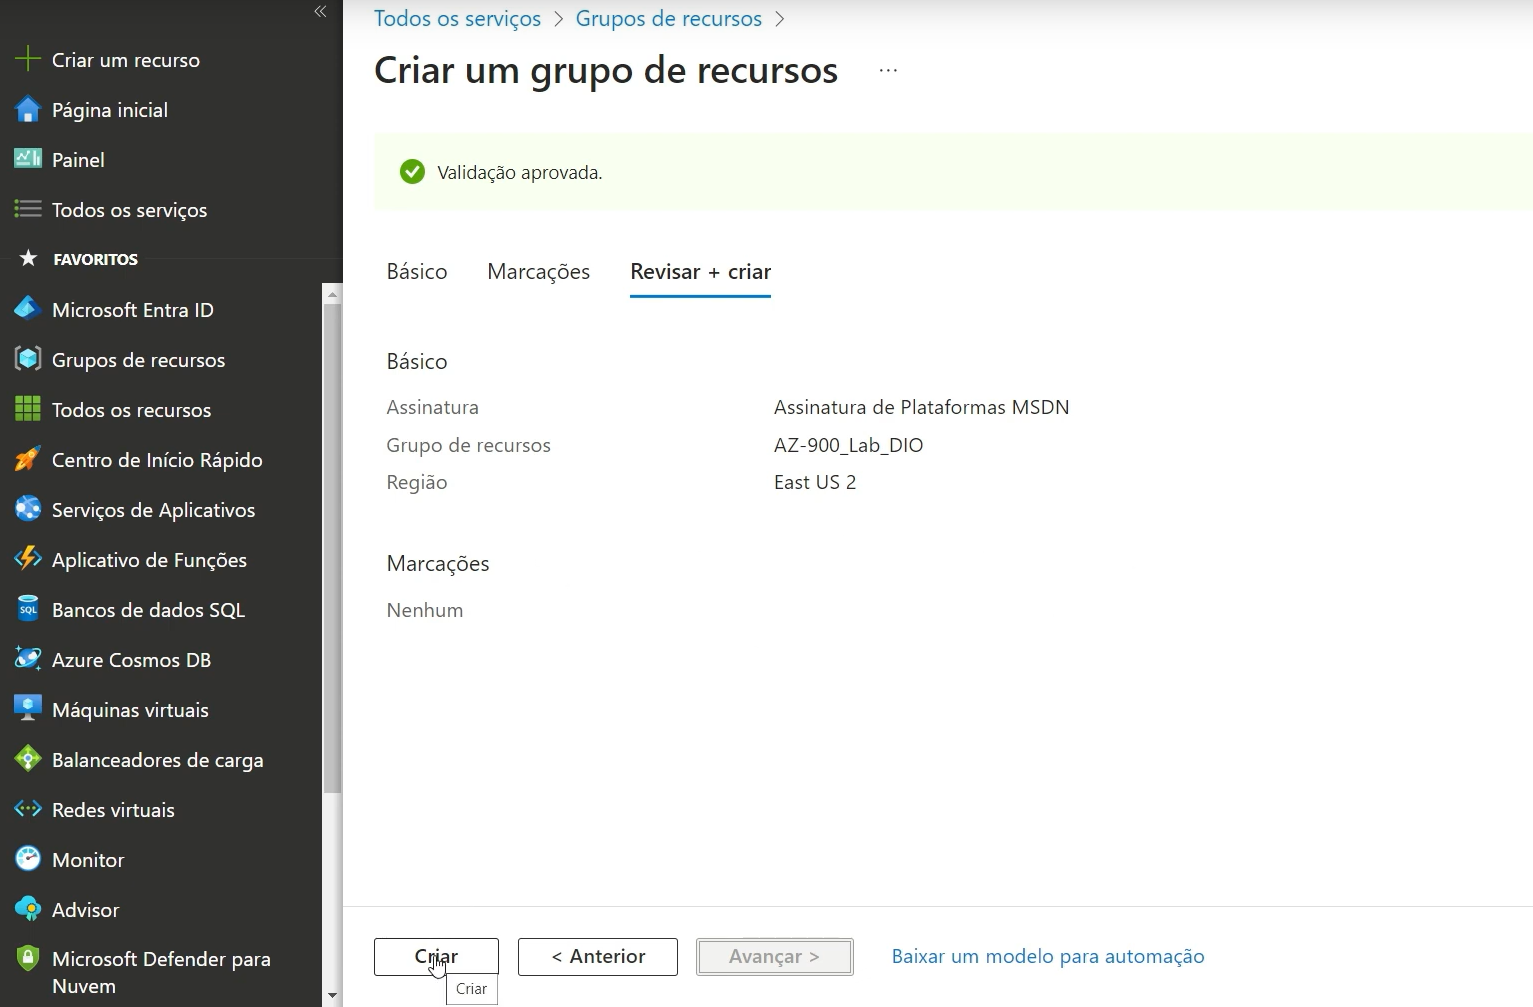 Criar um recurso
Página inicial
Painel
Todos os serviços
FAVORITOS
Microsoft Entra ID
Grupos de recursos
Todos os recursos
Centro de Início Rápido
Serviços de Aplicativos
Aplicativo de Funções
SQL
Bancos de dados SQL
Azure Cosmos DB
Máquinas virtuais
Balanceadores de carga
Redes virtuais
Monitor
Advisor
Microsoft Defender para
Nuvem
Todos os serviços > Grupos de recursos >
Criar um grupo de recursos ...
Validação aprovada.
Básico Marcações Revisar + criar
Básico
Assinatura Assinatura de Plataformas MSDN
Grupo de recursos AZ-900_Lab_DIO
Região East US 2
Marcações
Nenhum
Criar < Anterior Avançar > Baixar um modelo para automação
Criar